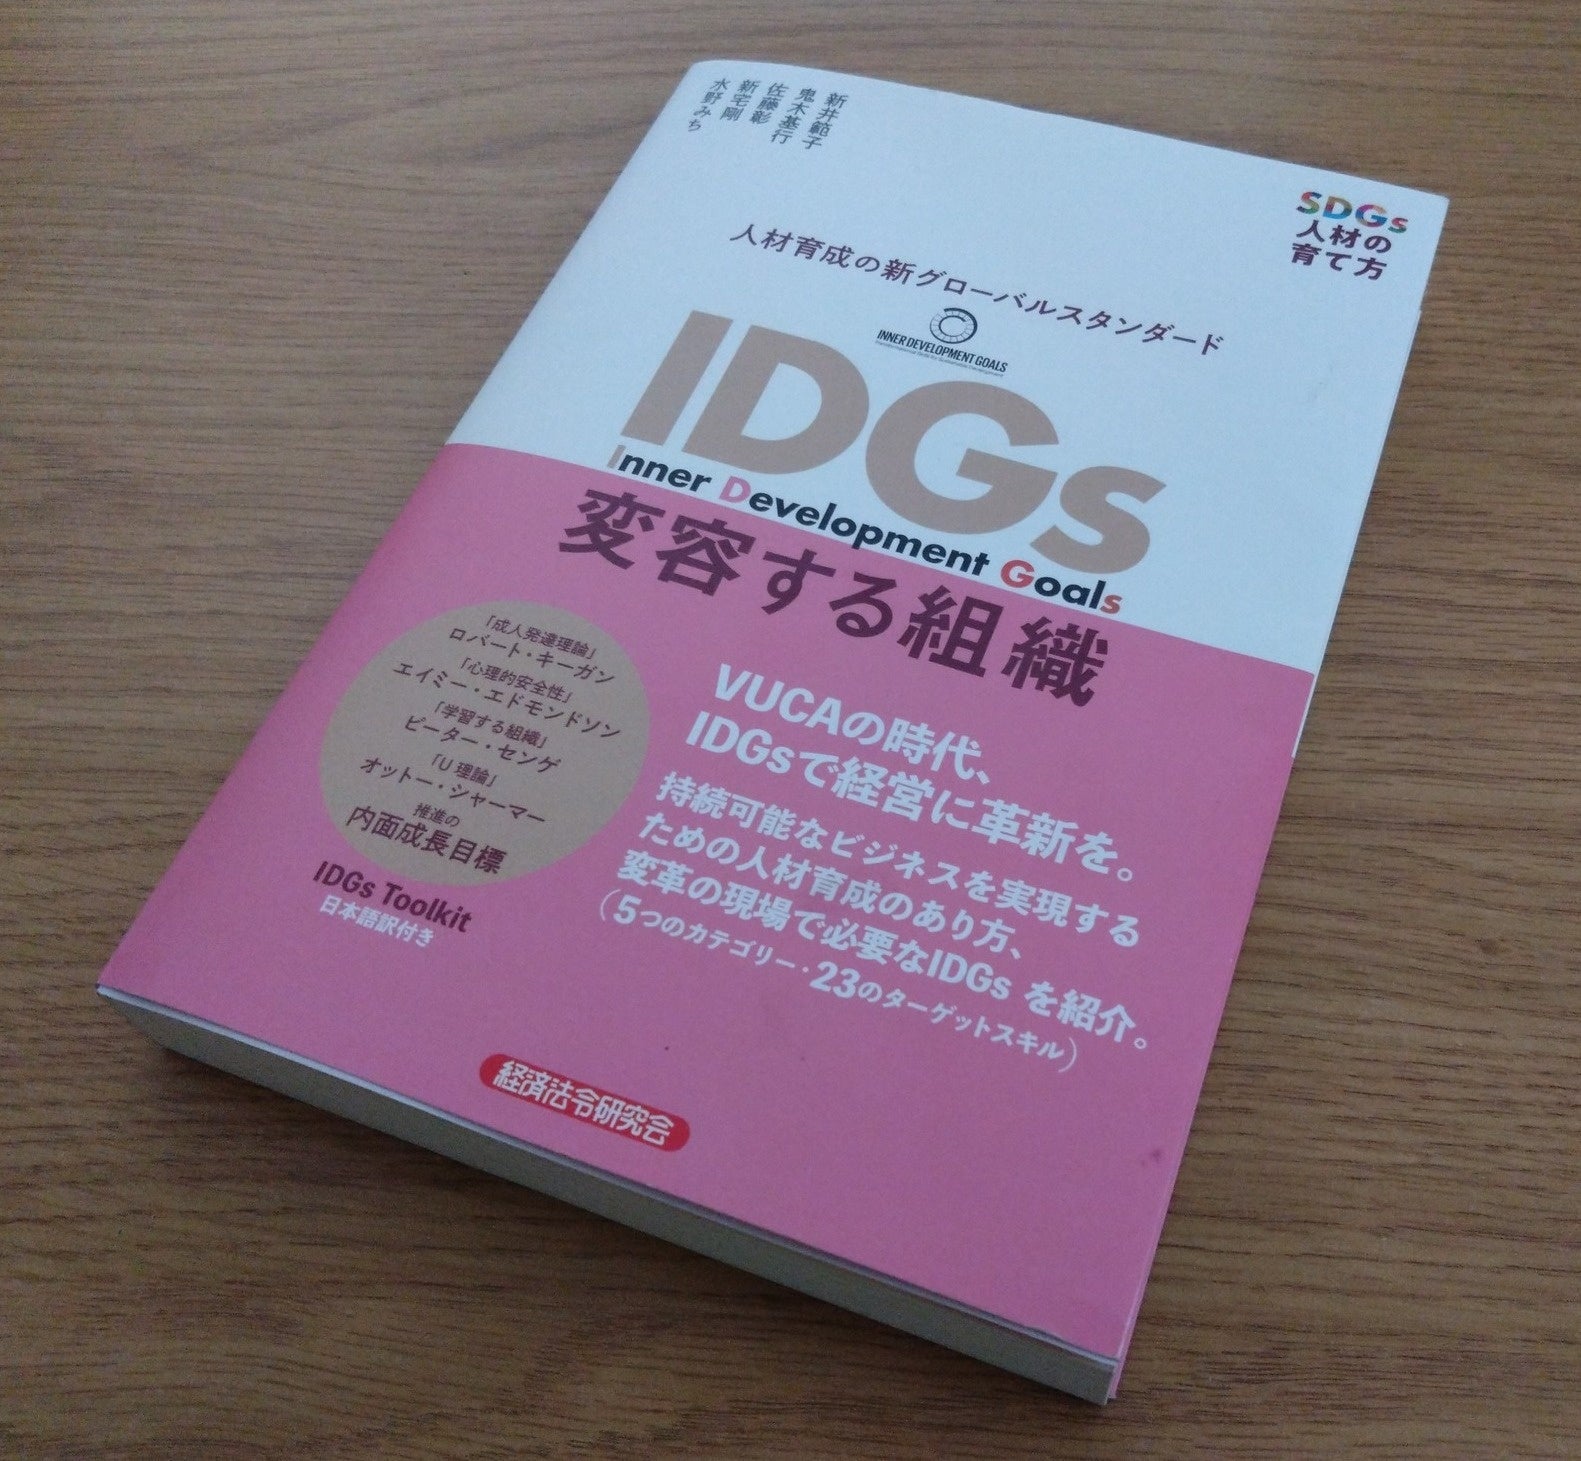 新井範子
鬼木基行
佐藤彰
新宅剛
水野みち
SDGs
人材の
育て方
人材育成の新グローバルスタンダード
INNER DEVELOPMENT GOALS
Transformational Skills for Sustainable Development
IDGs
Inner Development Goals
変容する組織
「成人発達理論」
ロバート・キーガン
「心理的安全性」
エイミー・エドモンドソン
「学習する組織」
ピーター・センゲ
「U理論」
オットー・シャーマー
推進の
内面成長目標
IDGs Toolkit
日本語訳付き
VUCAの時代、
IDGsで経営に革新を。
持続可能なビジネスを実現する
ための人材育成のあり方、
変革の現場で必要なIDGs を紹介。
（5つのカテゴリー・23のターゲットスキル）
経済法令研究会